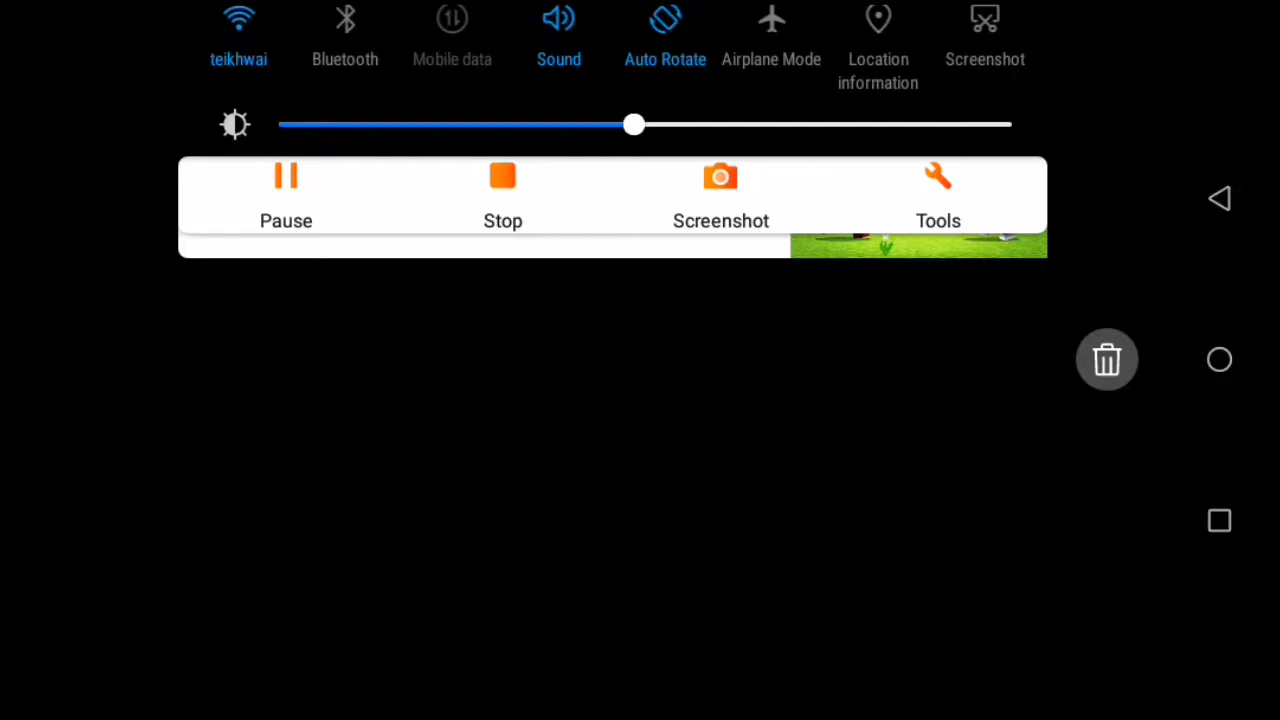 teikhwai Bluetooth Mobile data Sound Auto Rotate Airplane Mode Location Screenshot
information
Pause Stop Screenshot Tools